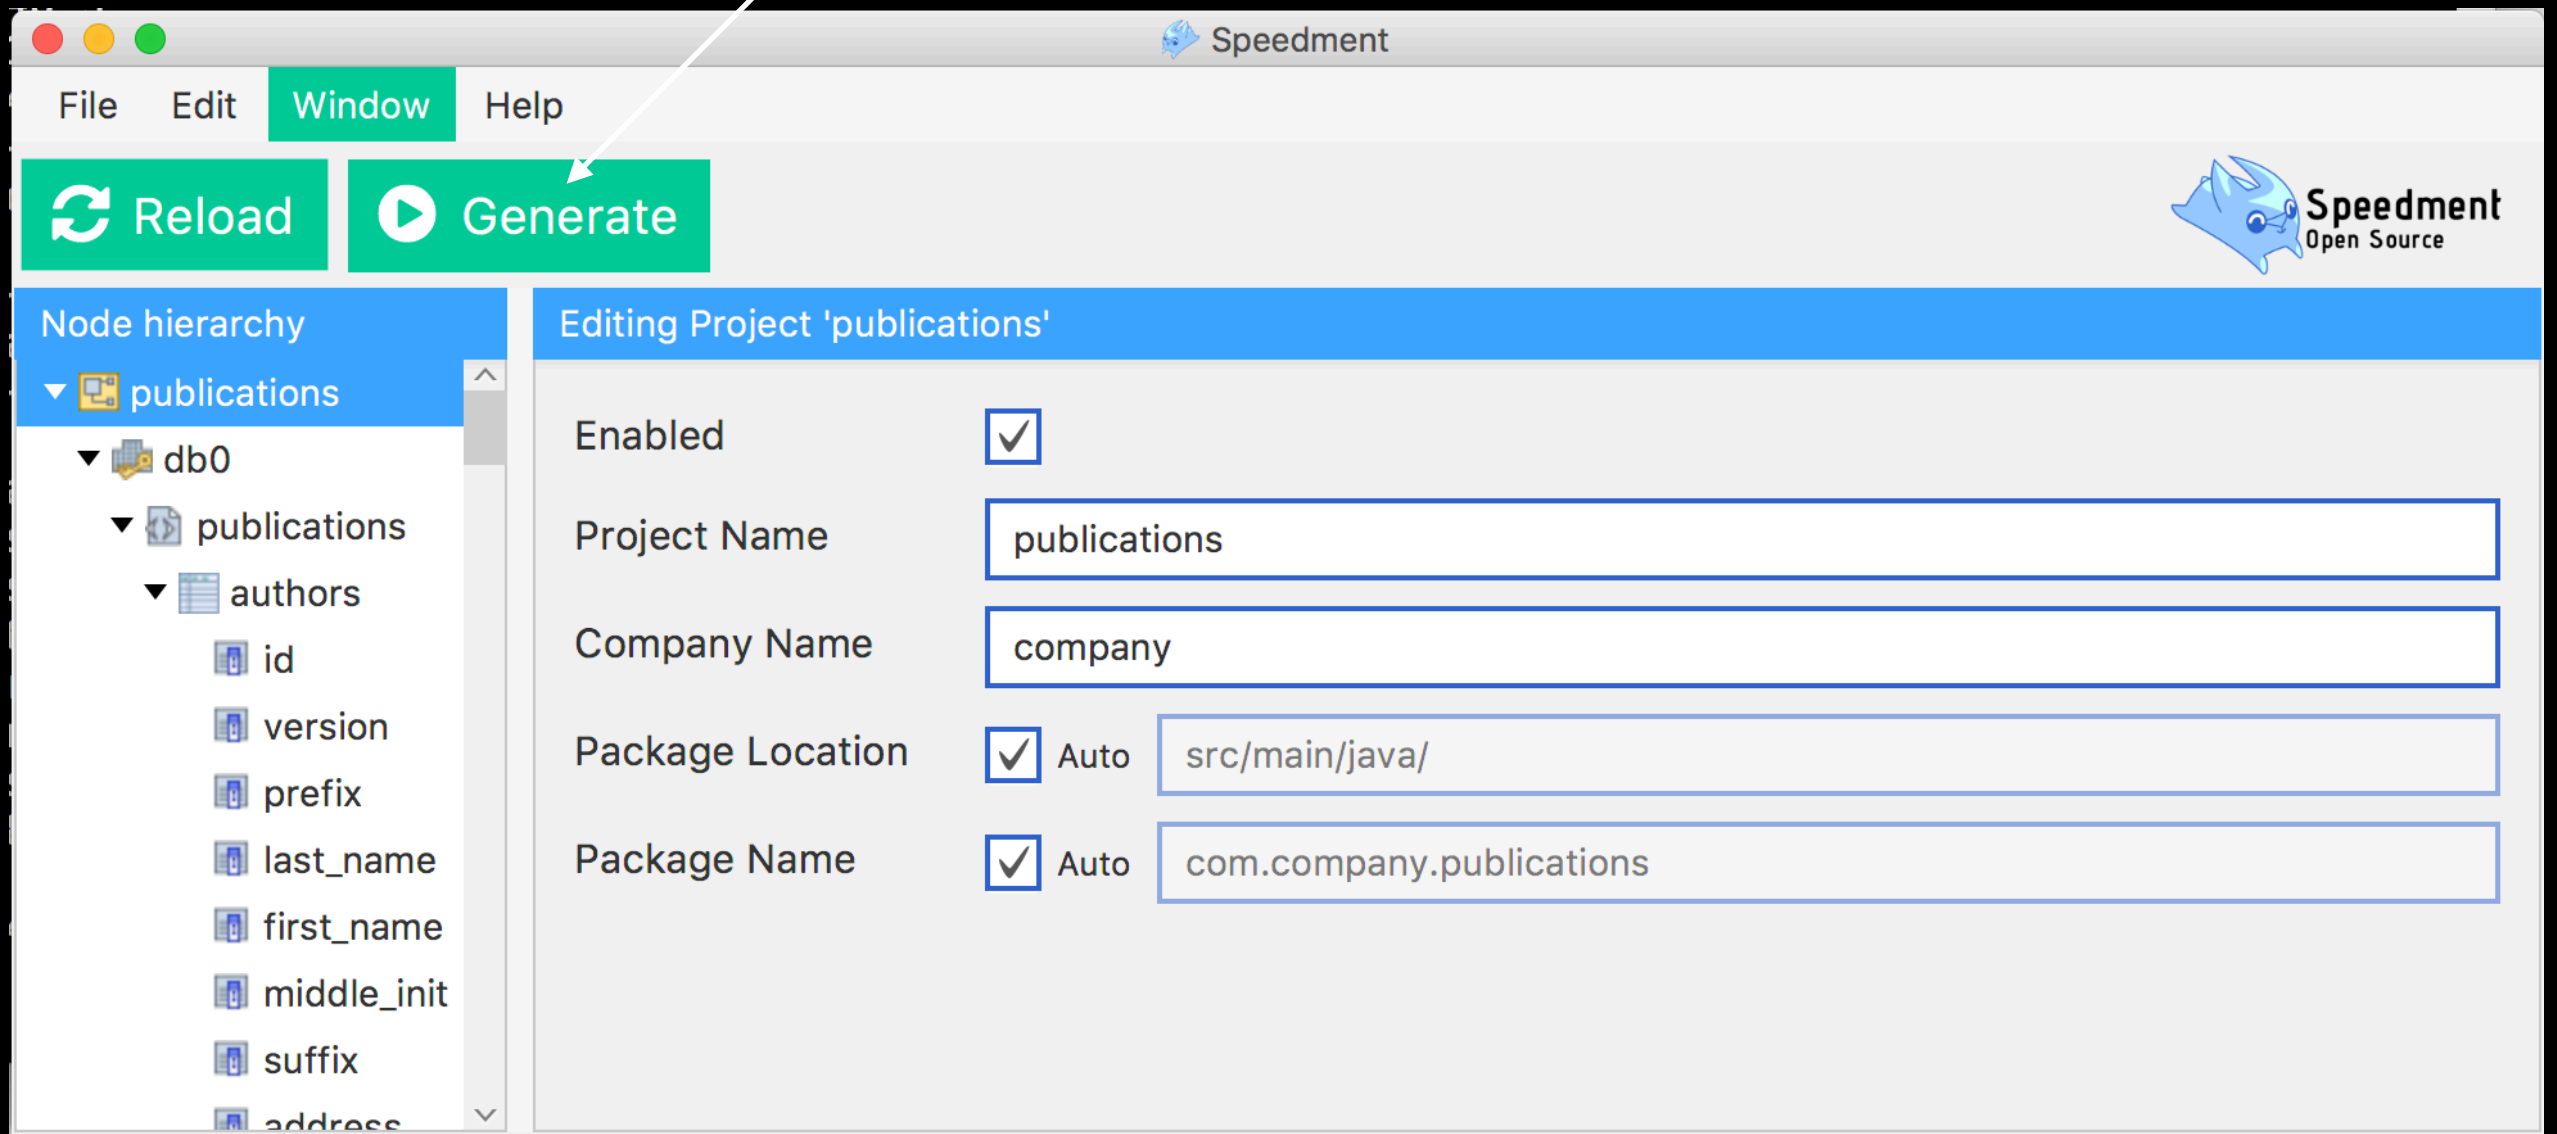 Speedment
File Edit Window Help
Reload Generate
Speedment
Open Source
Node hierarchy
Editing Project 'publications'
publications
db0
publications
authors
id
version
prefix
last_name
first_name
middle_init
suffix
address
Enabled
Project Name publications
Company Name company
Package Location Auto src/main/java/
Package Name Auto com.company.publications